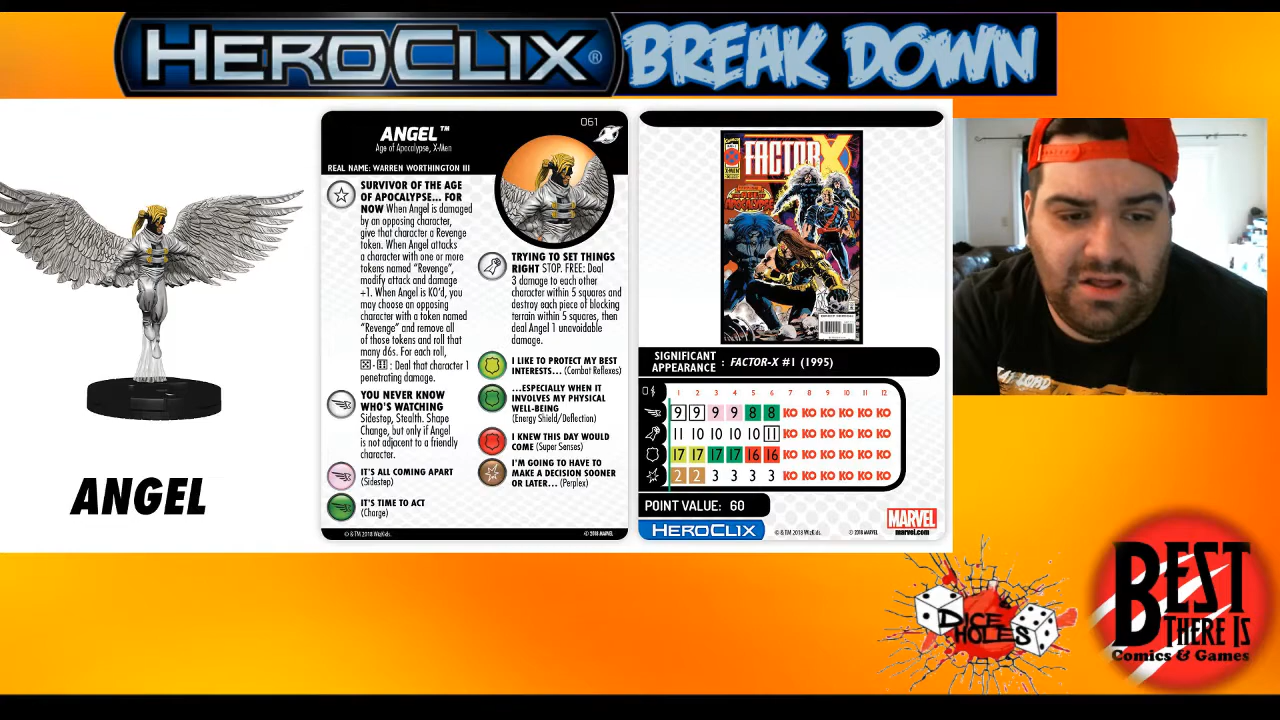 HEROCLIX® BREAK DOWN
061
ANGEL™
Age of Apocalypse, X-Men
REAL NAME: WARREN WORTHINGTON III
SURVIVOR OF THE AGE
OF APOCALYPSE... FOR
NOW When Angel is damaged
by an opposing character,
give that character a Revenge
token. When Angel attacks
a character with one or more
tokens named "Revenge",
modify attack and damage
+1. When Angel is KO'd, you
may choose an opposing
character with a token named
"Revenge" and remove all
of those tokens and roll that
many d6s. For each roll,
⚄ - ⚅ : Deal that character 1
penetrating damage.
YOU NEVER KNOW
WHO'S WATCHING
Sidestep, Stealth. Shape
Change, but only if Angel
is not adjacent to a friendly
character.
IT'S ALL COMING APART
(Sidestep)
IT'S TIME TO ACT
(Charge)
TRYING TO SET THINGS
RIGHT STOP. FREE: Deal
3 damage to each other
character within 5 squares and
destroy each piece of blocking
terrain within 5 squares, then
deal Angel 1 unavoidable
damage.
I LIKE TO PROTECT MY BEST
INTERESTS... (Combat Reflexes)
...ESPECIALLY WHEN IT
INVOLVES MY PHYSICAL
WELL-BEING
(Energy Shield/Deflection)
I KNEW THIS DAY WOULD
COME (Super Senses)
I'M GOING TO HAVE TO
MAKE A DECISION SOONER
OR LATER... (Perplex)
© & TM 2018 WizKids.
© 2018 MARVEL
FACTOR X
SIGNIFICANT
APPEARANCE : FACTOR-X #1 (1995)
1 2 3 4 5 6 7 8 9 10 11 12
9 9 9 9 8 8 KO KO KO KO KO KO
11 10 10 10 10 11 KO KO KO KO KO KO
17 17 17 17 16 16 KO KO KO KO KO KO
2 2 3 3 3 3 KO KO KO KO KO KO
POINT VALUE: 60
HEROCLIX
© & TM 2018 WizKids.
© 2018 MARVEL
MARVEL
marvel.com
ANGEL
DICE
HOLES
BEST
THERE IS
Comics & Games